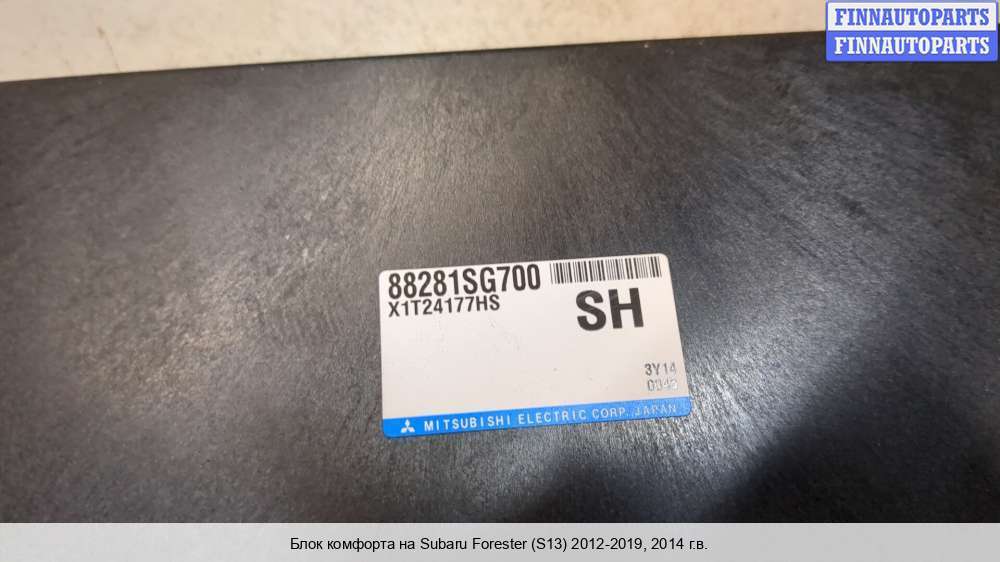 FINNAUTOPARTS
FINNAUTOPARTS
88281SG700
X1T24177HS
SH
3Y14
MITSUBISHI ELECTRIC CORP. JAPAN
Блок комфорта на Subaru Forester (S13) 2012-2019, 2014 г.в.